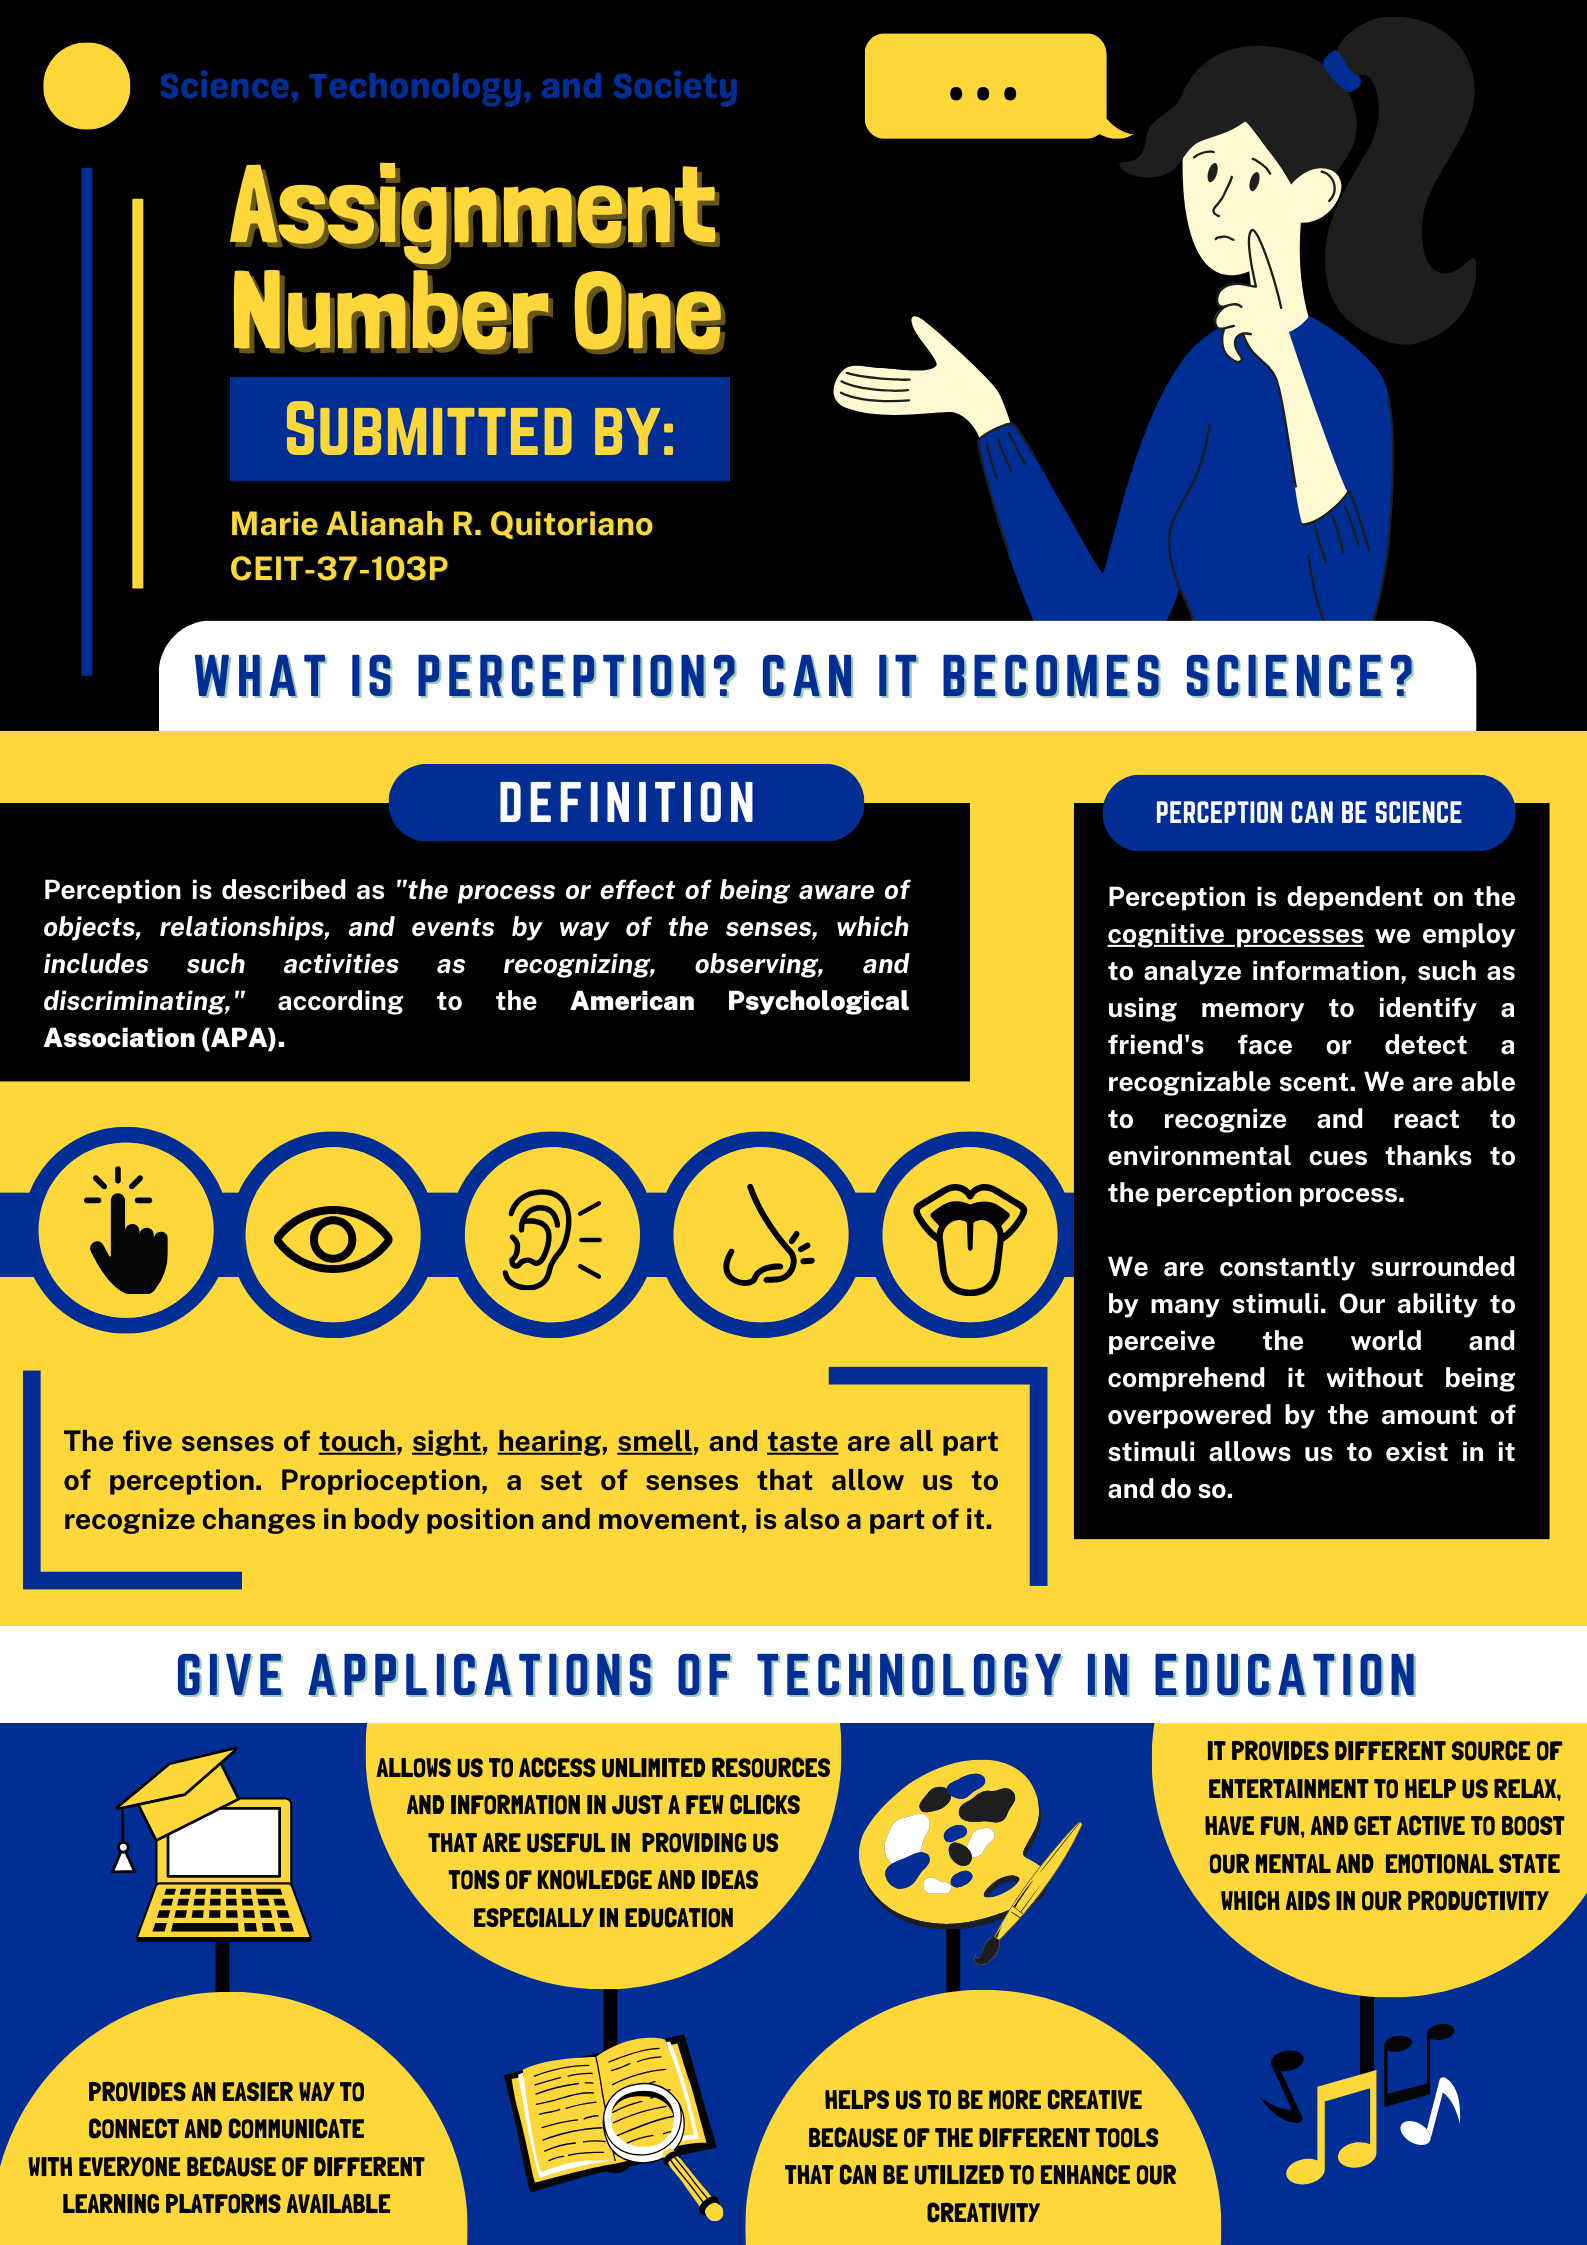 Science, Techonology, and Society
...
Assignment
Number One
SUBMITTED BY:
Marie Alianah R. Quitoriano
CEIT-37-103P
WHAT IS PERCEPTION? CAN IT BECOMES SCIENCE?
DEFINITION
Perception is described as "the process or effect of being aware of
objects, relationships, and events by way of the senses, which
includes such activities as recognizing, observing, and
discriminating," according to the American Psychological
Association (APA).
The five senses of touch, sight, hearing, smell, and taste are all part
of perception. Proprioception, a set of senses that allow us to
recognize changes in body position and movement, is also a part of it.
PERCEPTION CAN BE SCIENCE
Perception is dependent on the
cognitive processes we employ
to analyze information, such as
using memory to identify a
friend's face or detect a
recognizable scent. We are able
to recognize and react to
environmental cues thanks to
the perception process.
We are constantly surrounded
by many stimuli. Our ability to
perceive the world and
comprehend it without being
overpowered by the amount of
stimuli allows us to exist in it
and do so.
GIVE APPLICATIONS OF TECHNOLOGY IN EDUCATION
PROVIDES AN EASIER WAY TO
CONNECT AND COMMUNICATE
WITH EVERYONE BECAUSE OF DIFFERENT
LEARNING PLATFORMS AVAILABLE
ALLOWS US TO ACCESS UNLIMITED RESOURCES
AND INFORMATION IN JUST A FEW CLICKS
THAT ARE USEFUL IN PROVIDING US
TONS OF KNOWLEDGE AND IDEAS
ESPECIALLY IN EDUCATION
HELPS US TO BE MORE CREATIVE
BECAUSE OF THE DIFFERENT TOOLS
THAT CAN BE UTILIZED TO ENHANCE OUR
CREATIVITY
IT PROVIDES DIFFERENT SOURCE OF
ENTERTAINMENT TO HELP US RELAX,
HAVE FUN, AND GET ACTIVE TO BOOST
OUR MENTAL AND EMOTIONAL STATE
WHICH AIDS IN OUR PRODUCTIVITY